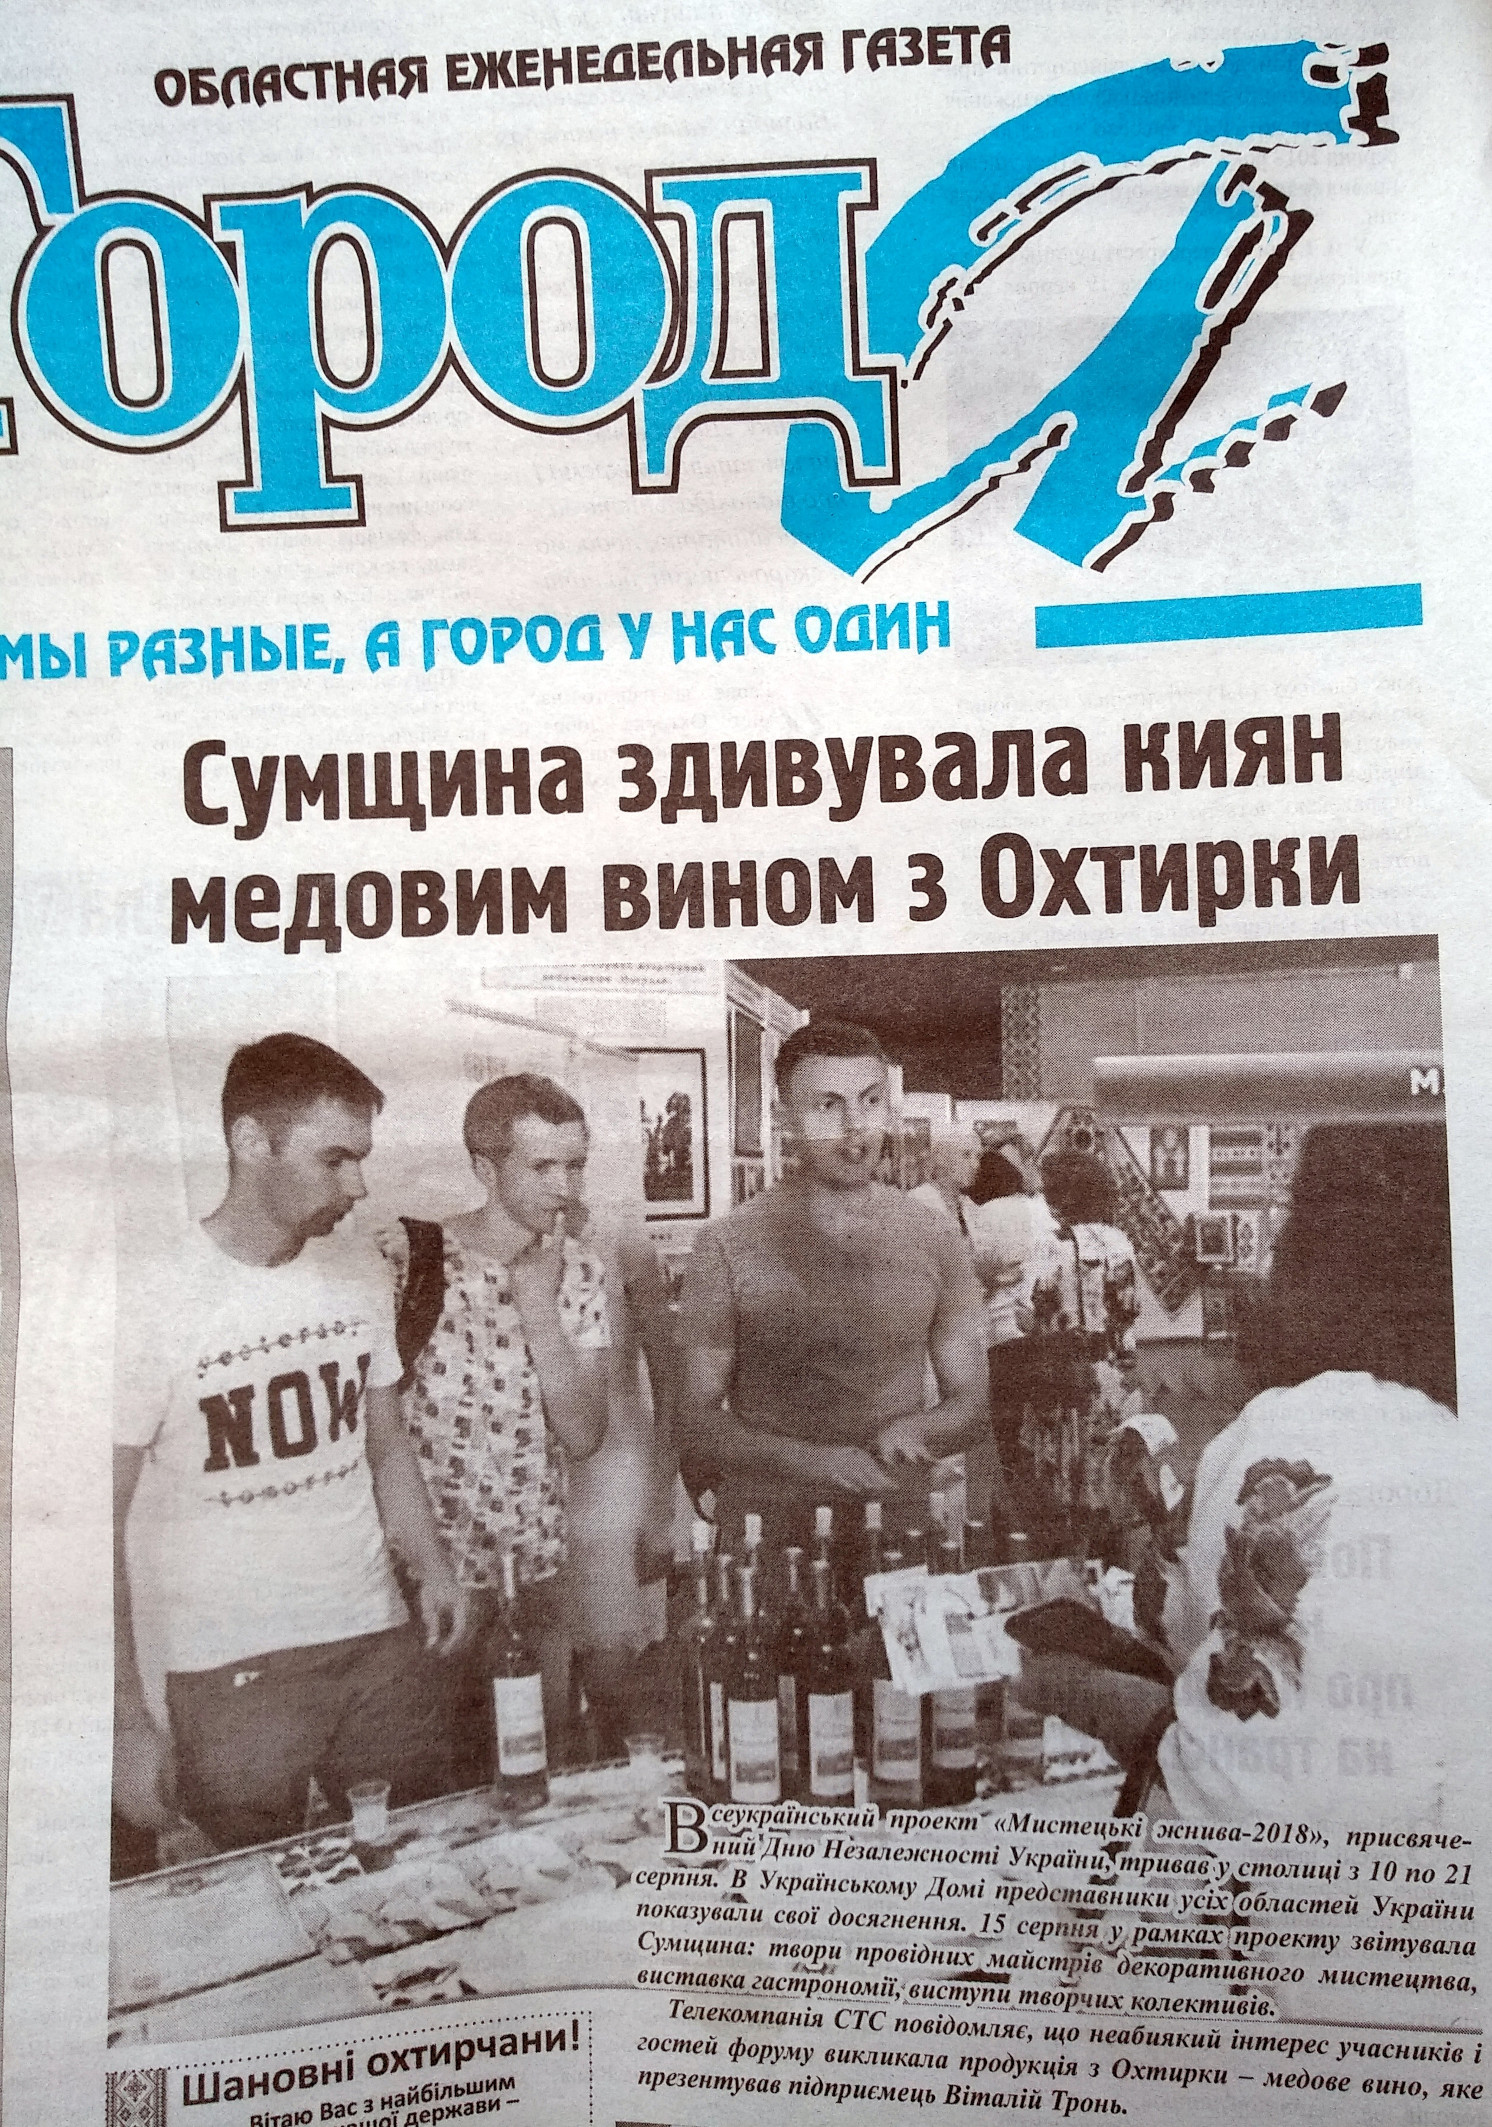 ОБЛАСТНАЯ ЕЖЕНЕДЕЛЬНАЯ ГАЗЕТА
Город
МЫ РАЗНЫЕ, А ГОРОД У НАС ОДИН
Сумщина здивувала киян
медовим вином з Охтирки
М
yesterday
NOW
tomorrow
Всеукраїнський проект «Мистецькі жнива-2018», присвяче-
ний Дню Незалежності України, тривав у столиці з 10 по 21
серпня. В Українському Домі представники усіх областей України
показували свої досягнення. 15 серпня у рамках проекту звітувала
Сумщина: твори провідних майстрів декоративного мистецтва,
виставка гастрономії, виступи творчих колективів.
Телекомпанія СТС повідомляє, що неабиякий інтерес учасників і
гостей форуму викликала продукція з Охтирки – медове вино, яке
презентував підприємець Віталій Тронь.
Шановні охтирчани!
Вітаю Вас з найбільшим
держави –